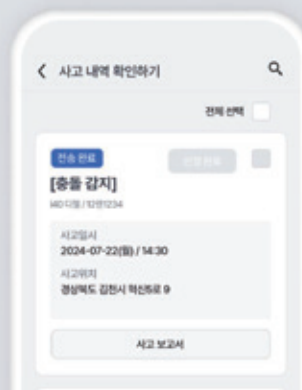 사고 내역 확인하기
전체 선택
전송 완료
[충돌 감지]
사고일시
2024-07-22(월) / 14:30
사고위치
경상북도 김천시 혁신5로 9
사고 보고서